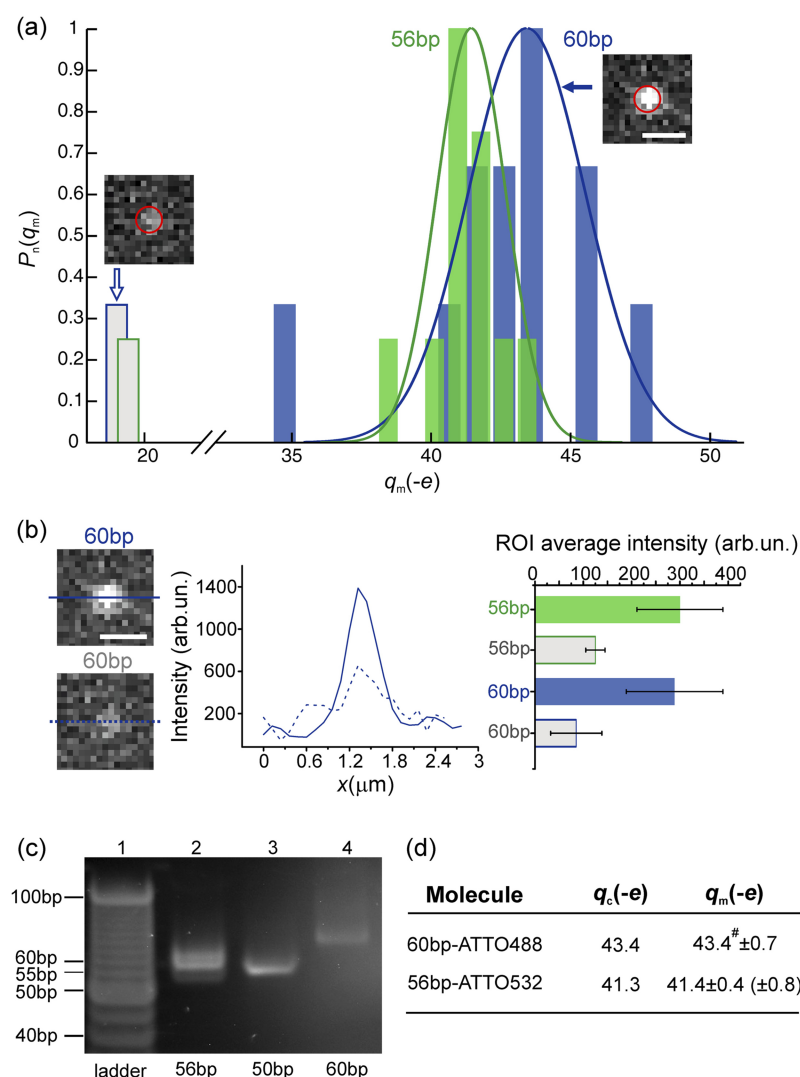 (a)
56bp
60bp
1
0.9
0.8
0.7
0.6
0.5
0.4
0.3
0.2
0.1
0
Pn(qm)
20
35
40
45
50
qm(-e)
(b)
60bp
60bp
Intensity (arb.un.)
1400
1000
600
200
0
0.6
1.2
1.8
2.4
3
x(μm)
ROI average intensity (arb.un.)
0
100
200
300
400
56bp
56bp
60bp
60bp
(c)
1 2 3 4
100bp
60bp
55bp
50bp
40bp
ladder 56bp 50bp 60bp
(d)
Molecule qc(-e) qm(-e)
60bp-ATTO488 43.4 43.4#±0.7
56bp-ATTO532 41.3 41.4±0.4 (±0.8)